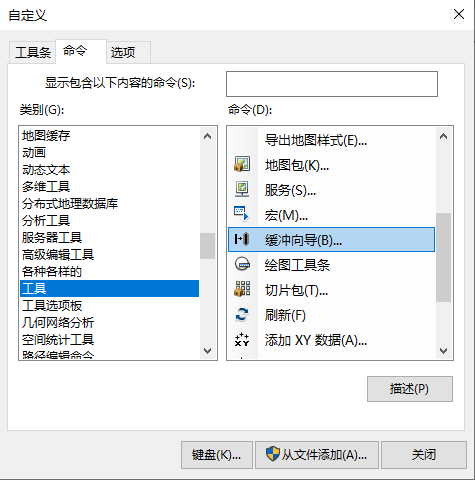 自定义
工具条 命令 选项
显示包含以下内容的命令(S):
类别(G):
地图缓存
动画
动态文本
多维工具
分布式地理数据库
分析工具
服务器工具
高级编辑工具
各种各样的
工具
工具选项板
几何网络分析
空间统计工具
路径编辑命令
命令(D):
导出地图样式(E)...
地图包(K)...
服务(S)...
宏(M)...
缓冲向导(B)...
绘图工具条
切片包(T)...
刷新(F)
添加 XY 数据(A)...
描述(P)
键盘(K)... 从文件添加(A)... 关闭